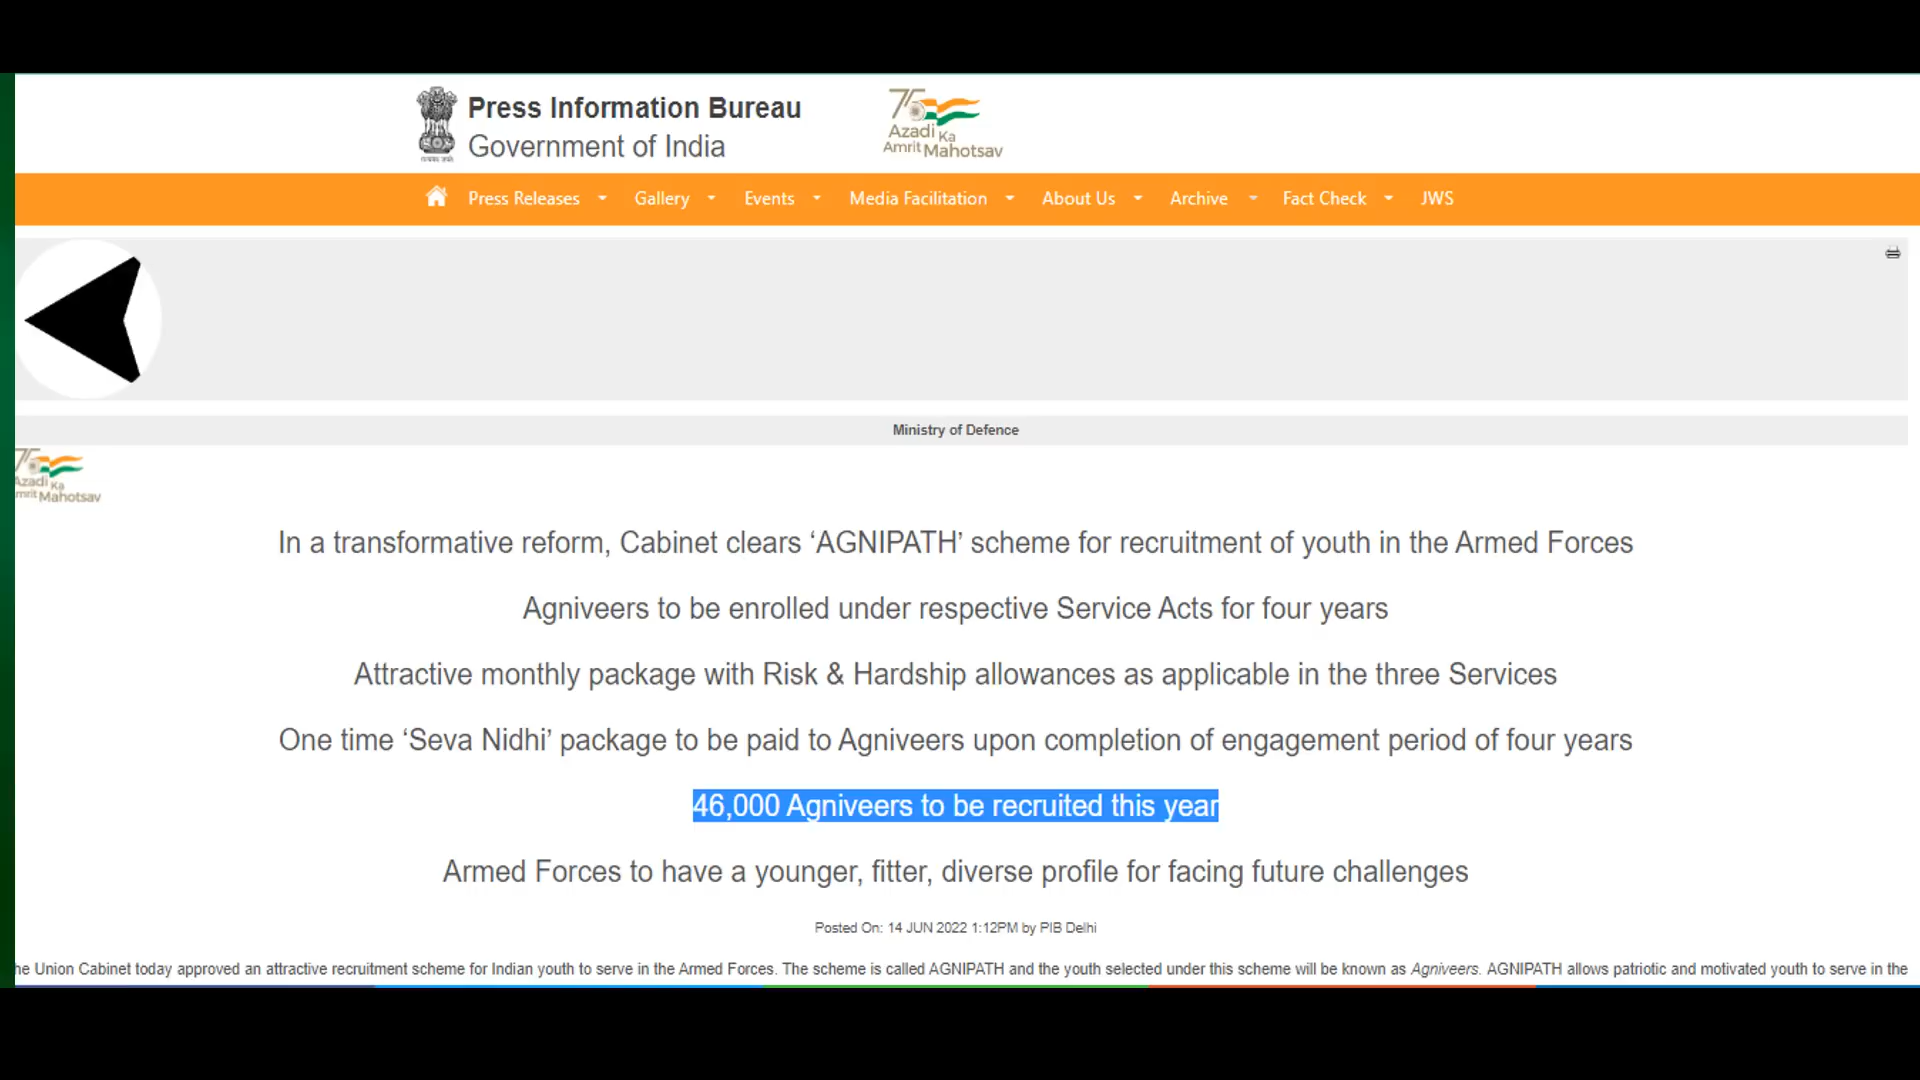 Press Information Bureau
Government of India
75
Azadi Ka
Amrit Mahotsav
Press Releases Gallery Events Media Facilitation About Us Archive Fact Check JWS
Ministry of Defence
75
Azadi Ka
mrit Mahotsav
In a transformative reform, Cabinet clears ‘AGNIPATH’ scheme for recruitment of youth in the Armed Forces
Agniveers to be enrolled under respective Service Acts for four years
Attractive monthly package with Risk & Hardship allowances as applicable in the three Services
One time ‘Seva Nidhi’ package to be paid to Agniveers upon completion of engagement period of four years
46,000 Agniveers to be recruited this year
Armed Forces to have a younger, fitter, diverse profile for facing future challenges
Posted On: 14 JUN 2022 1:12PM by PIB Delhi
he Union Cabinet today approved an attractive recruitment scheme for Indian youth to serve in the Armed Forces. The scheme is called AGNIPATH and the youth selected under this scheme will be known as Agniveers. AGNIPATH allows patriotic and motivated youth to serve in the